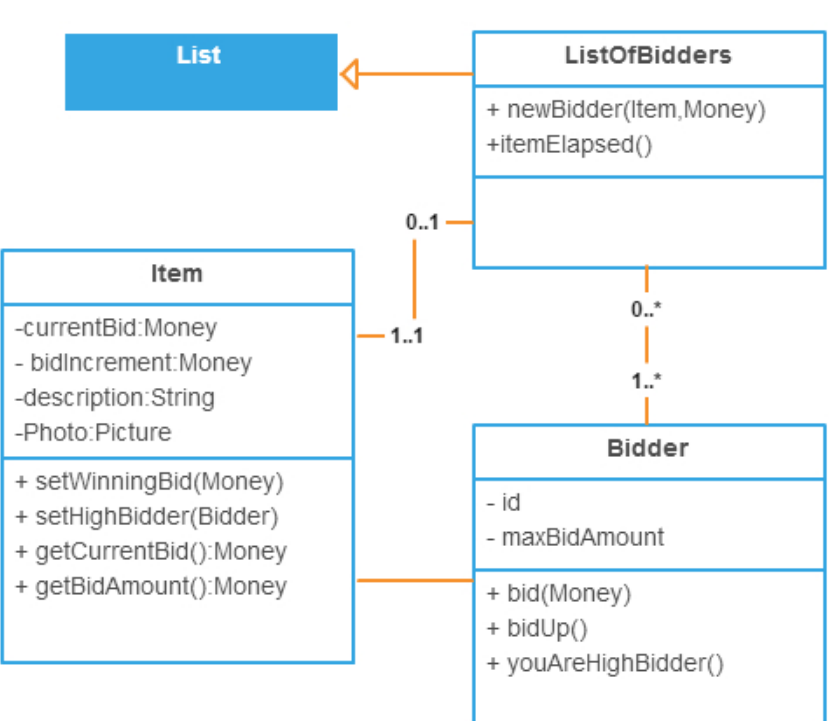 List
ListOfBidders
+ newBidder(Item,Money)
+itemElapsed()
0..1
1..1
0..*
1..*
Item
-currentBid:Money
- bidIncrement:Money
-description:String
-Photo:Picture
+ setWinningBid(Money)
+ setHighBidder(Bidder)
+ getCurrentBid():Money
+ getBidAmount():Money
Bidder
- id
- maxBidAmount
+ bid(Money)
+ bidUp()
+ youAreHighBidder()